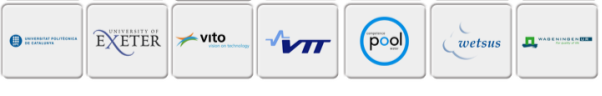 UNIVERSITAT POLITÈCNICA
DE CATALUNYA
UNIVERSITY OF
EXETER
vito
vision on technology
VTT
pool
wetsus
WAGENINGEN UR